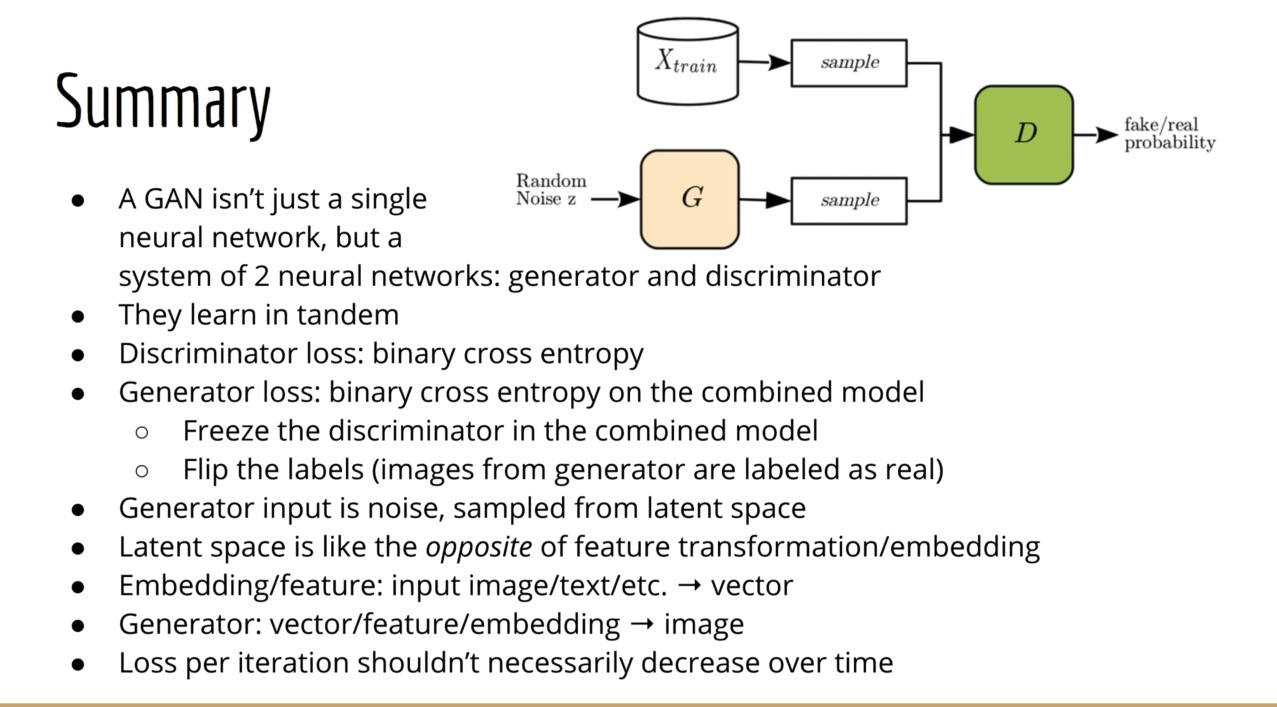 Summary
X_train
sample
D
fake/real
probability
Random
Noise z
G
sample
● A GAN isn’t just a single
neural network, but a
system of 2 neural networks: generator and discriminator
● They learn in tandem
● Discriminator loss: binary cross entropy
● Generator loss: binary cross entropy on the combined model
○ Freeze the discriminator in the combined model
○ Flip the labels (images from generator are labeled as real)
● Generator input is noise, sampled from latent space
● Latent space is like the opposite of feature transformation/embedding
● Embedding/feature: input image/text/etc. → vector
● Generator: vector/feature/embedding → image
● Loss per iteration shouldn’t necessarily decrease over time